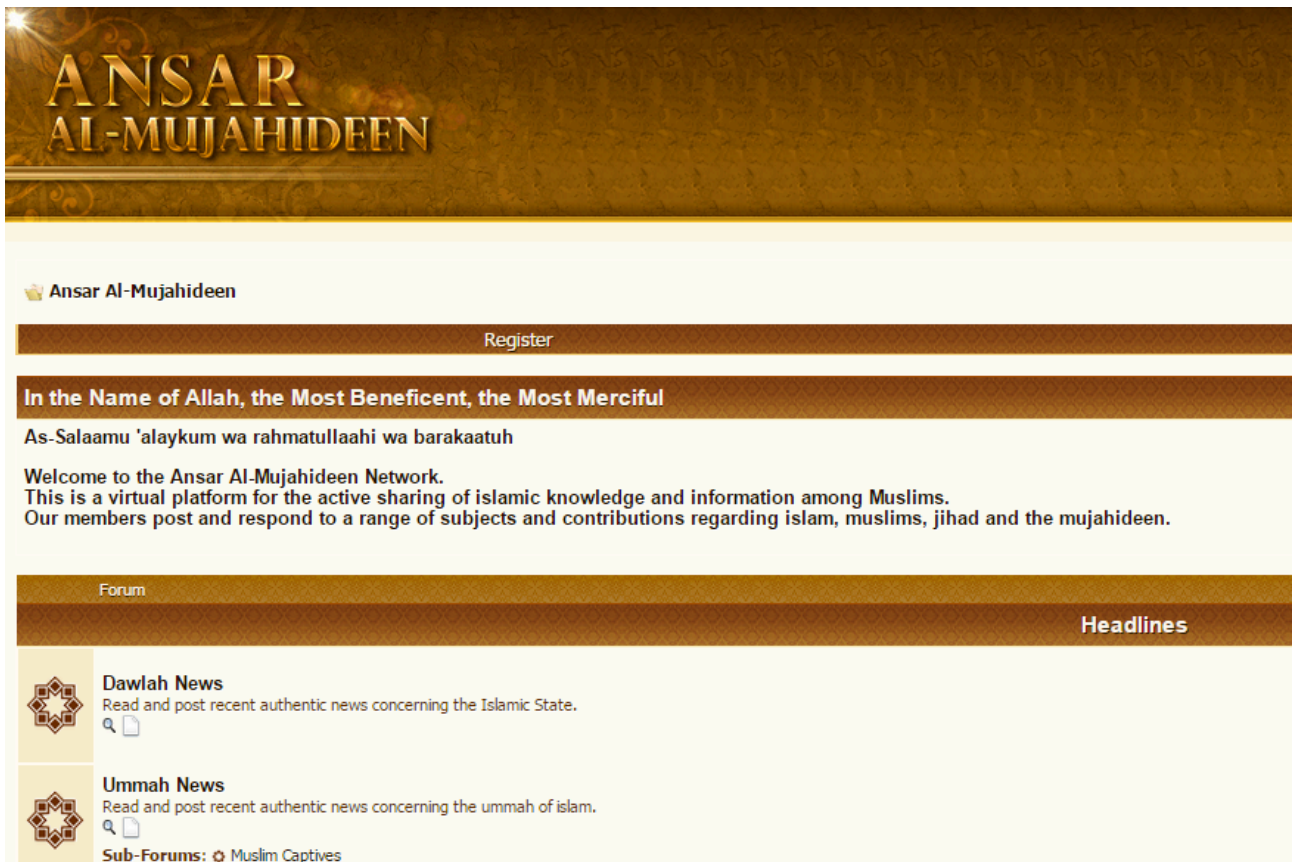 ANSAR
AL-MUJAHIDEEN
Ansar Al-Mujahideen
Register
In the Name of Allah, the Most Beneficent, the Most Merciful
As-Salaamu 'alaykum wa rahmatullaahi wa barakaatuh
Welcome to the Ansar Al-Mujahideen Network.
This is a virtual platform for the active sharing of islamic knowledge and information among Muslims.
Our members post and respond to a range of subjects and contributions regarding islam, muslims, jihad and the mujahideen.
Forum
Headlines
Dawlah News
Read and post recent authentic news concerning the Islamic State.
Ummah News
Read and post recent authentic news concerning the ummah of islam.
Sub-Forums: Muslim Captives